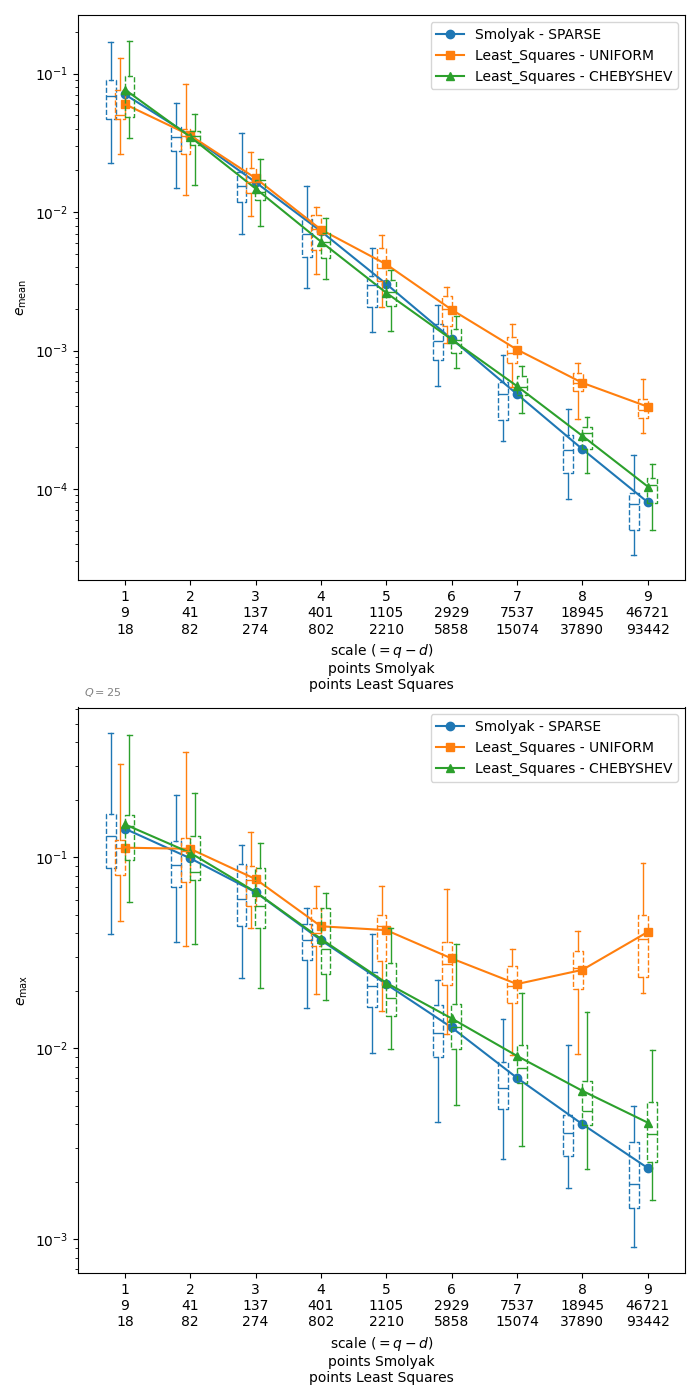 Smolyak - SPARSE
Least_Squares - UNIFORM
Least_Squares - CHEBYSHEV
10⁻¹
10⁻²
10⁻³
10⁻⁴
e_mean
1 2 3 4 5 6 7 8 9
9 41 137 401 1105 2929 7537 18945 46721
18 82 274 802 2210 5858 15074 37890 93442
scale (= q − d)
points Smolyak
points Least Squares
Q = 25
Smolyak - SPARSE
Least_Squares - UNIFORM
Least_Squares - CHEBYSHEV
10⁻¹
10⁻²
10⁻³
e_max
1 2 3 4 5 6 7 8 9
9 41 137 401 1105 2929 7537 18945 46721
18 82 274 802 2210 5858 15074 37890 93442
scale (= q − d)
points Smolyak
points Least Squares